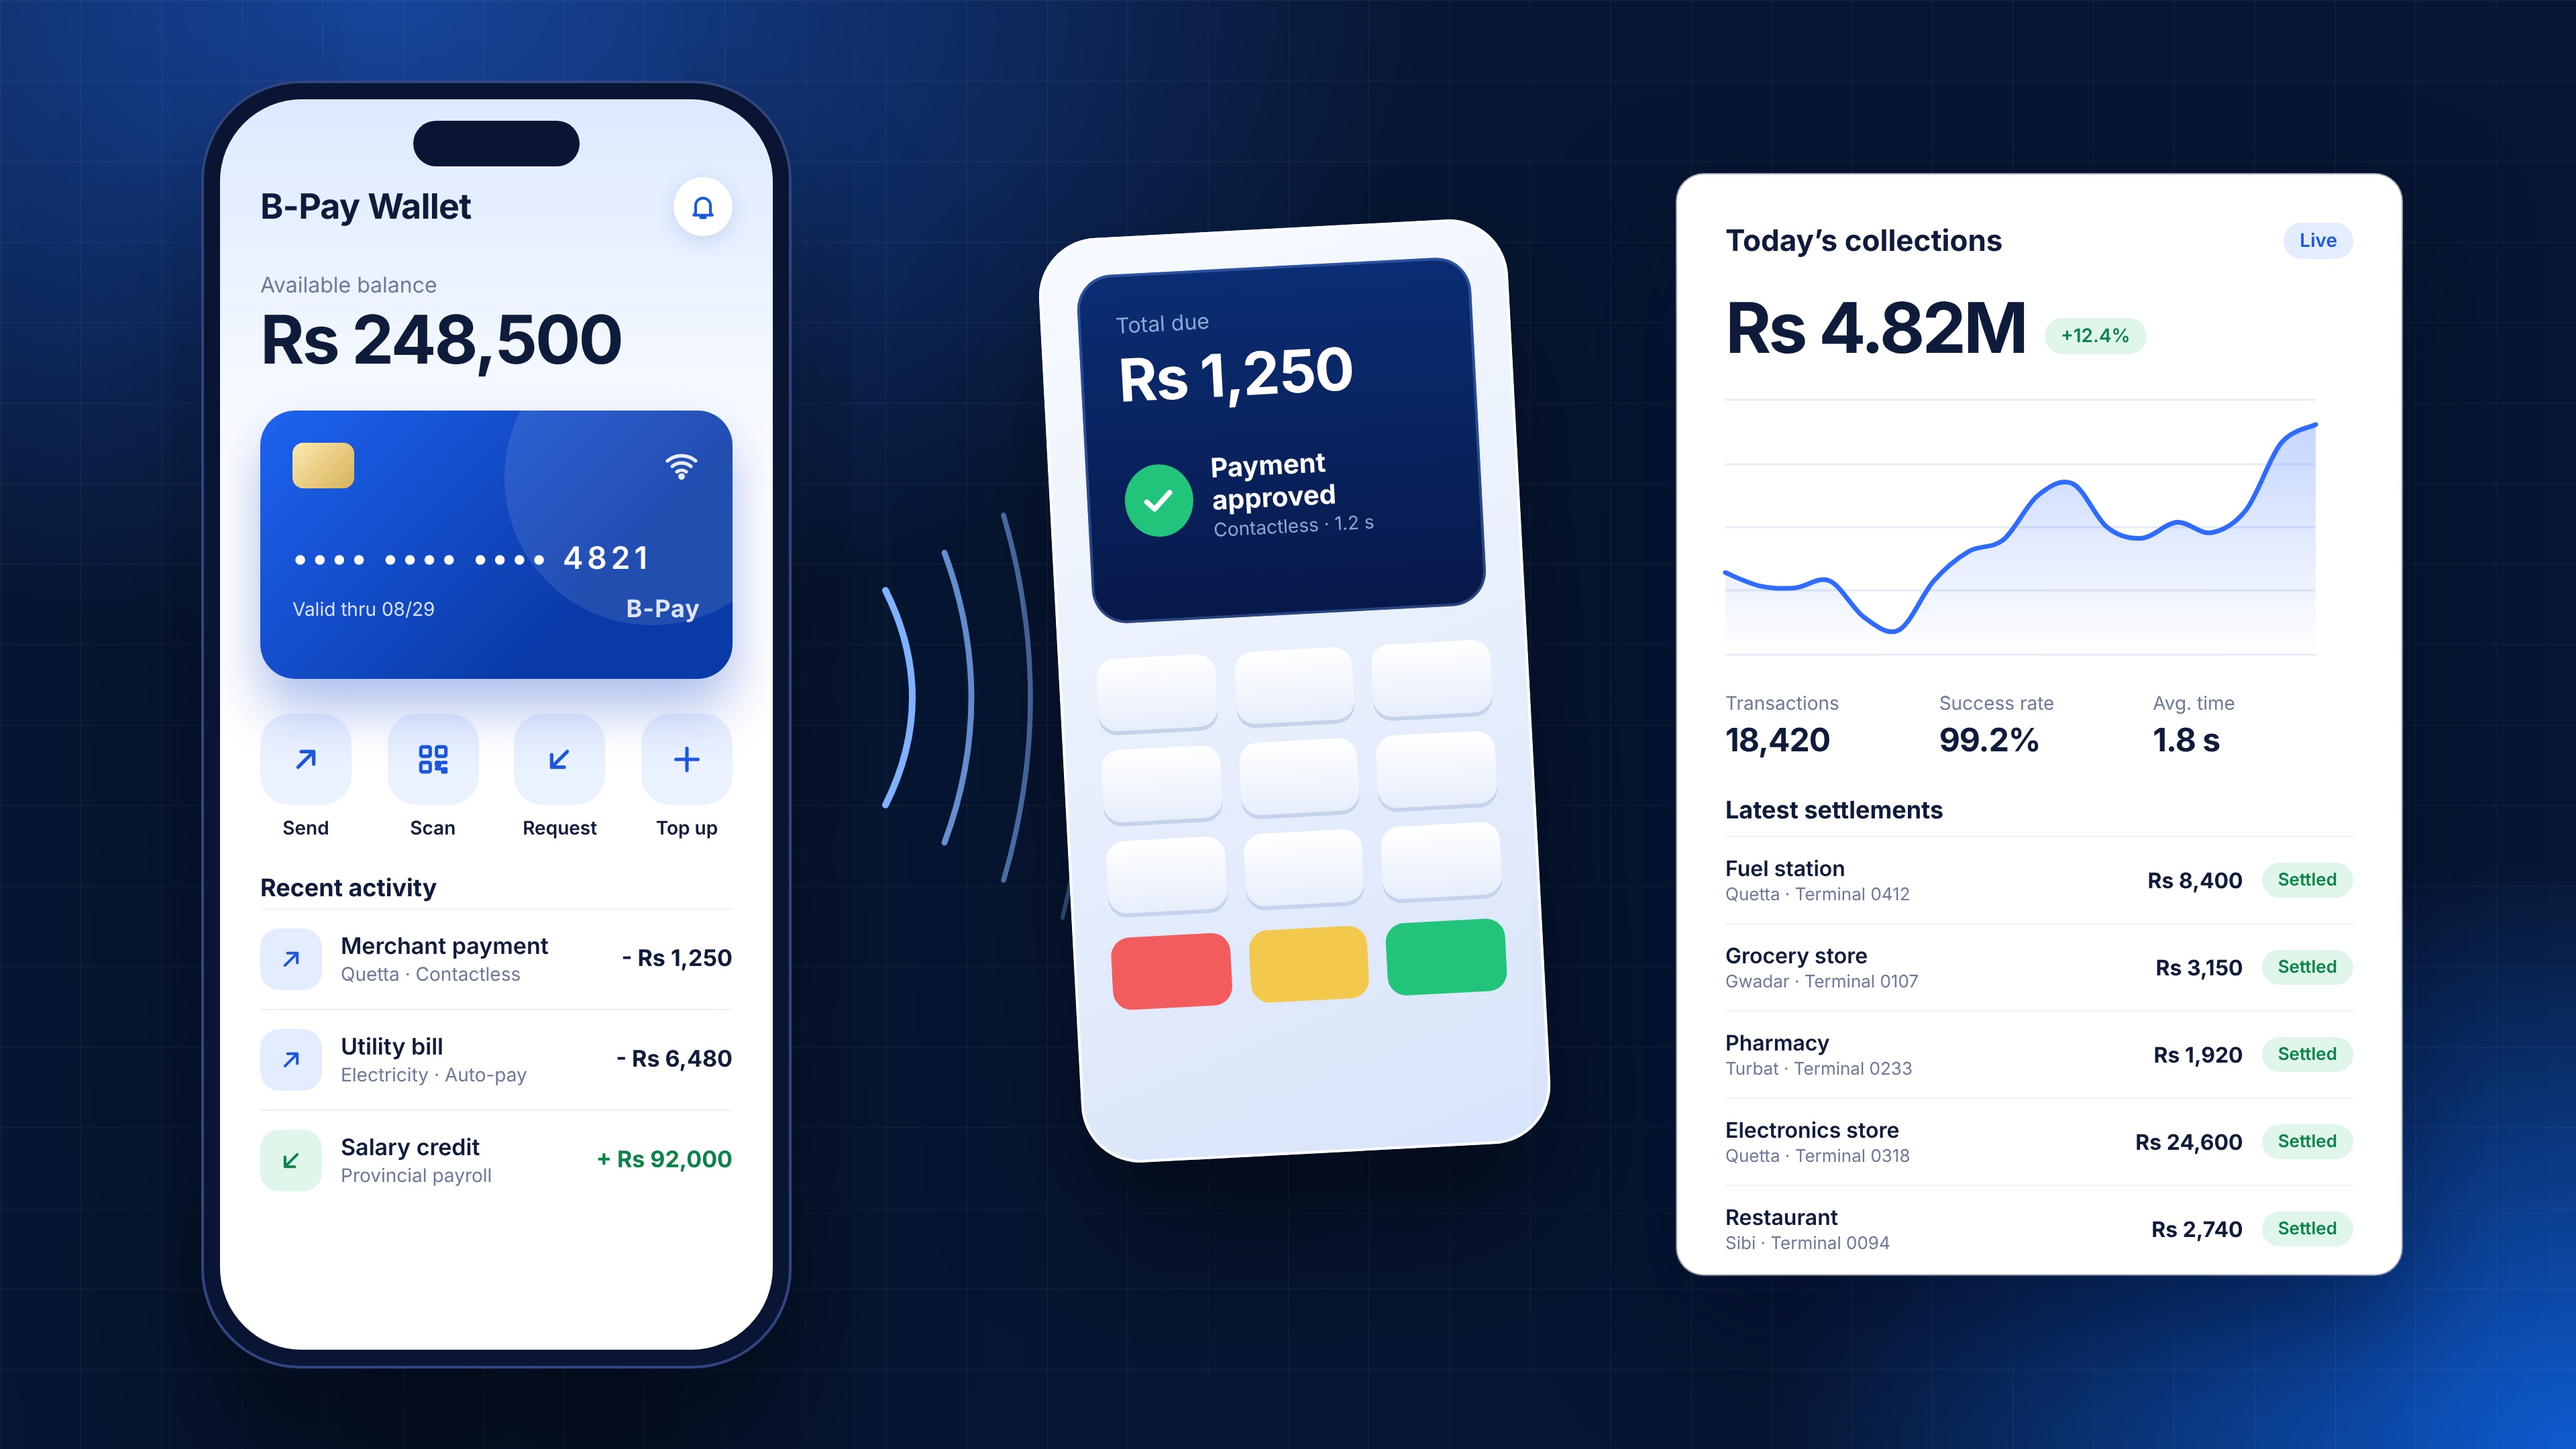 B-Pay Wallet
Available balance
Rs 248,500
•••• •••• •••• 4821
Valid thru 08/29
B-Pay
Send
Scan
Request
Top up
Recent activity
Merchant payment
- Rs 1,250
Quetta · Contactless
Utility bill
- Rs 6,480
Electricity · Auto-pay
Salary credit
+ Rs 92,000
Provincial payroll
Total due
Rs 1,250
Payment
approved
Contactless · 1.2 s
Today’s collections
Live
Rs 4.82M
+12.4%
Transactions
18,420
Success rate
99.2%
Avg. time
1.8 s
Latest settlements
Fuel station
Quetta · Terminal 0412
Rs 8,400
Settled
Grocery store
Gwadar · Terminal 0107
Rs 3,150
Settled
Pharmacy
Turbat · Terminal 0233
Rs 1,920
Settled
Electronics store
Quetta · Terminal 0318
Rs 24,600
Settled
Restaurant
Sibi · Terminal 0094
Rs 2,740
Settled